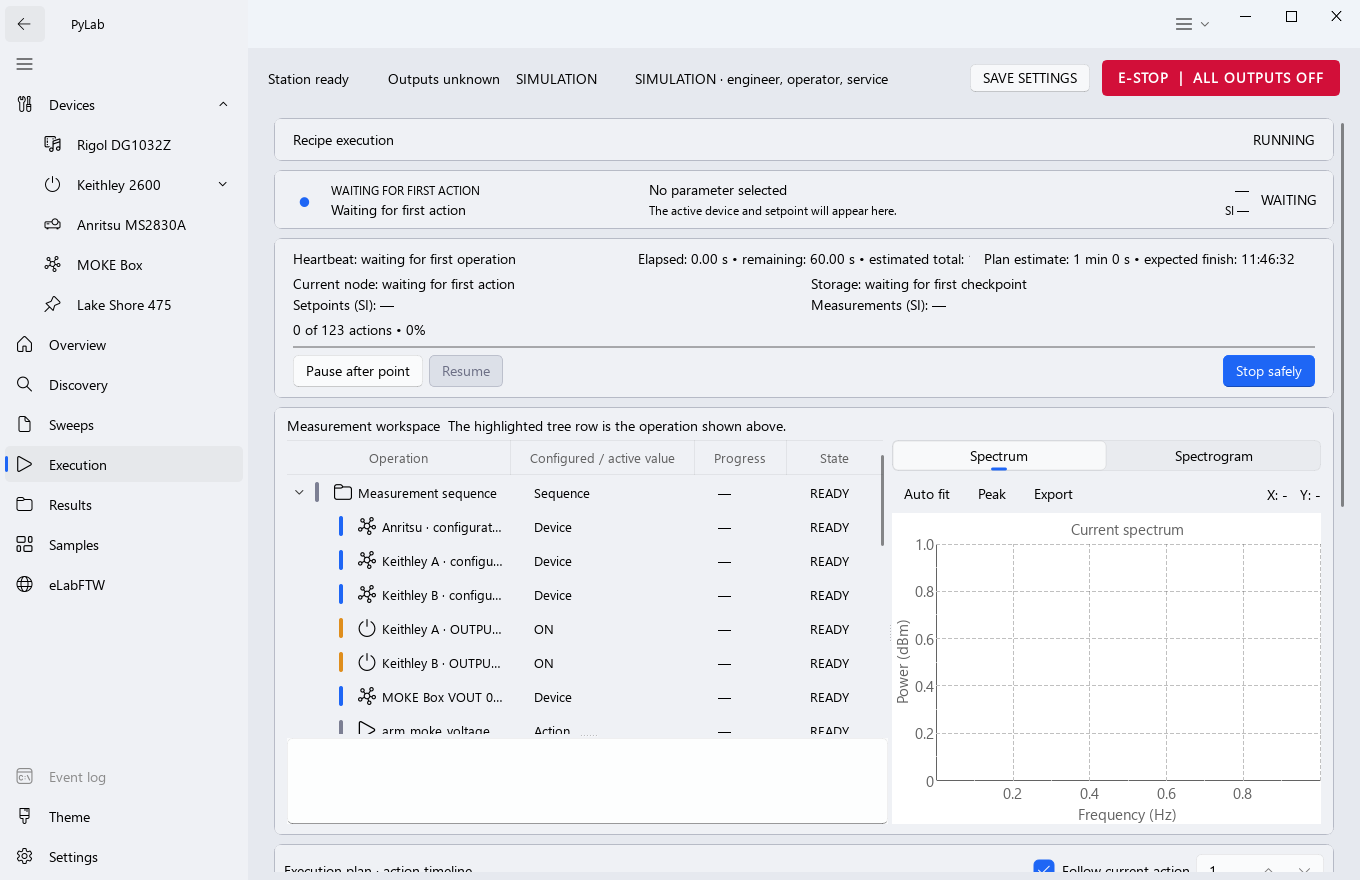 PyLab
Devices
Rigol DG1032Z
Keithley 2600
Anritsu MS2830A
MOKE Box
Lake Shore 475
Overview
Discovery
Sweeps
Execution
Results
Samples
eLabFTW
Event log
Theme
Settings
Station ready
Outputs unknown
SIMULATION
SIMULATION · engineer, operator, service
SAVE SETTINGS
E-STOP | ALL OUTPUTS OFF
Recipe execution
RUNNING
WAITING FOR FIRST ACTION
Waiting for first action
No parameter selected
The active device and setpoint will appear here.
—
SI —
WAITING
Heartbeat: waiting for first operation
Elapsed: 0.00 s • remaining: 60.00 s • estimated total:
Plan estimate: 1 min 0 s • expected finish: 11:46:32
Current node: waiting for first action
Storage: waiting for first checkpoint
Setpoints (SI): —
Measurements (SI): —
0 of 123 actions • 0%
Pause after point
Resume
Stop safely
Measurement workspace The highlighted tree row is the operation shown above.
Operation Configured / active value Progress State
Measurement sequence Sequence — READY
Anritsu · configurat... Device — READY
Keithley A · configu... Device — READY
Keithley B · configu... Device — READY
Keithley A · OUTPU... ON — READY
Keithley B · OUTPU... ON — READY
MOKE Box VOUT 0... Device — READY
arm moke voltage Action — READY
Spectrum
Spectrogram
Auto fit
Peak
Export
X: - Y: -
Current spectrum
1.0
0.8
0.6
0.4
0.2
0
0.2 0.4 0.6 0.8
Power (dBm)
Frequency (Hz)
Execution plan · action timeline
Follow current action
1